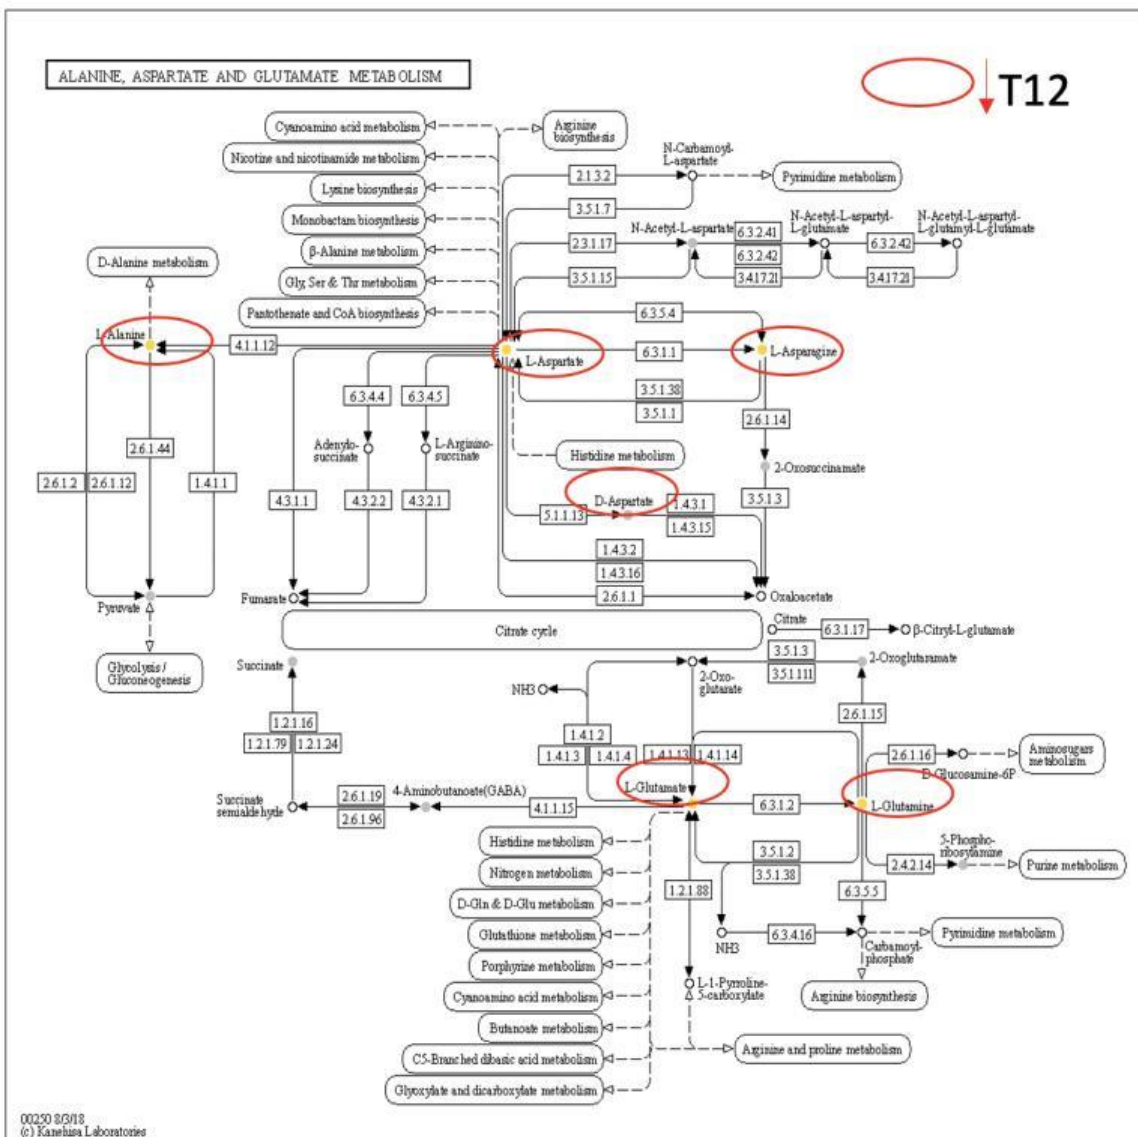 ALANINE, ASPARTATE AND GLUTAMATE METABOLISM
T12
Cyanoamino acid metabolism
Arginine
biosynthesis
Nicotine and nicotinamide metabolism
N-Carbamoyl-
L-aspartate
2.1.3.2
Pyrimidine metabolism
Lysine biosynthesis
3.5.1.7
Monobactam biosynthesis
N-Acetyl-L-aspartate
6.3.2.41
N-Acetyl-L-aspartyl-
L-glutamate
N-Acetyl-L-aspartyl-
L-glutamyl-L-glutamate
β-Alanine metabolism
2.3.1.17
6.3.2.42
6.3.2.42
D-Alanine metabolism
Gly, Ser & Thr metabolism
3.5.1.15
3.4.17.21
3.4.17.21
Pantothenate and CoA biosynthesis
6.3.5.4
L-Alanine
4.1.1.12
L-Aspartate
6.3.1.1
L-Asparagine
6.3.4.4
6.3.4.5
3.5.1.38
3.5.1.1
2.6.1.14
2.6.1.44
Adenylo-
succinate
L-Arginino-
succinate
Histidine metabolism
2-Oxosuccinamate
2.6.1.2
2.6.1.12
1.4.1.1
4.3.1.1
4.3.2.2
4.3.2.1
D-Aspartate
3.5.1.3
5.1.1.13
1.4.3.1
1.4.3.15
1.4.3.2
1.4.3.16
Pyruvate
Fumarate
2.6.1.1
Oxaloacetate
Citrate cycle
Citrate
6.3.1.17
β-Citryl-L-glutamate
Glycolysis /
Gluconeogenesis
Succinate
NH3
2-Oxo-
glutarate
3.5.1.3
3.5.1.111
2-Oxoglutaramate
1.2.1.16
1.2.1.79
1.2.1.24
1.4.1.2
1.4.1.3
1.4.1.4
1.4.1.13
1.4.1.14
2.6.1.15
2.6.1.16
D-Glucosamine-6P
Aminosugars
metabolism
L-Glutamate
L-Glutamine
Succinate
semialdehyde
2.6.1.19
2.6.1.96
4-Aminobutanoate(GABA)
4.1.1.15
6.3.1.2
Histidine metabolism
3.5.1.2
3.5.1.38
5-Phospho-
ribosylamine
2.4.2.14
Purine metabolism
Nitrogen metabolism
1.2.1.88
6.3.5.5
D-Gln & D-Glu metabolism
Glutathione metabolism
NH3
6.3.4.16
Carbamoyl-
phosphate
Pyrimidine metabolism
Porphyrine metabolism
L-1-Pyrroline-
5-carboxylate
Arginine biosynthesis
Cyanoamino acid metabolism
Butanoate metabolism
C5-Branched dibasic acid metabolism
Arginine and proline metabolism
Glyoxylate and dicarboxylate metabolism
00250 8/3/18
(c) Kanehisa Laboratories